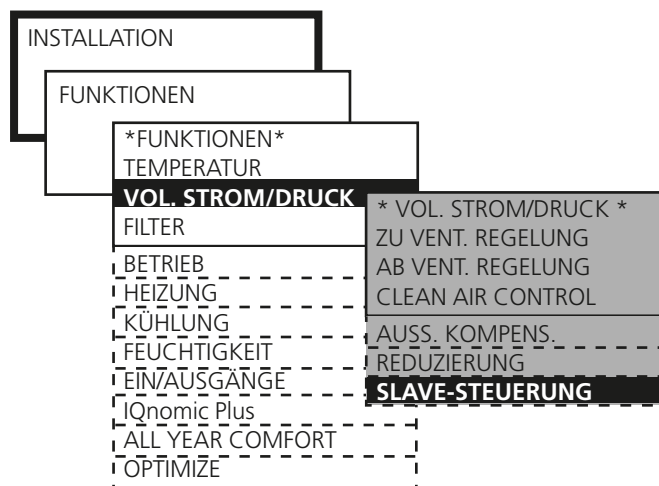 INSTALLATION
FUNKTIONEN
*FUNKTIONEN*
TEMPERATUR
VOL. STROM/DRUCK
FILTER
BETRIEB
HEIZUNG
KÜHLUNG
FEUCHTIGKEIT
EIN/AUSGÄNGE
IQnomic Plus
ALL YEAR COMFORT
OPTIMIZE
* VOL. STROM/DRUCK *
ZU VENT. REGELUNG
AB VENT. REGELUNG
CLEAN AIR CONTROL
AUSS. KOMPENS.
REDUZIERUNG
SLAVE-STEUERUNG